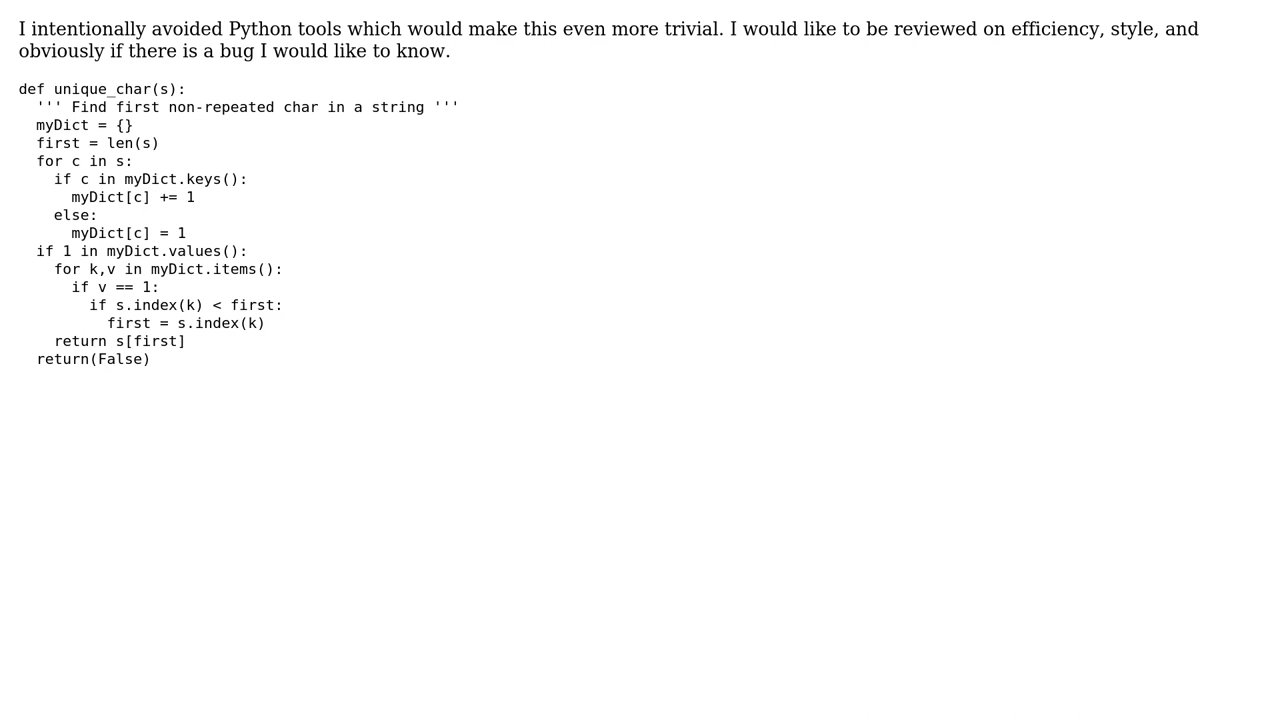 I intentionally avoided Python tools which would make this even more trivial. I would like to be reviewed on efficiency, style, and
obviously if there is a bug I would like to know.
def unique_char(s):
  ''' Find first non-repeated char in a string '''
  myDict = {}
  first = len(s)
  for c in s:
    if c in myDict.keys():
      myDict[c] += 1
    else:
      myDict[c] = 1
  if 1 in myDict.values():
    for k,v in myDict.items():
      if v == 1:
        if s.index(k) < first:
          first = s.index(k)
    return s[first]
  return(False)